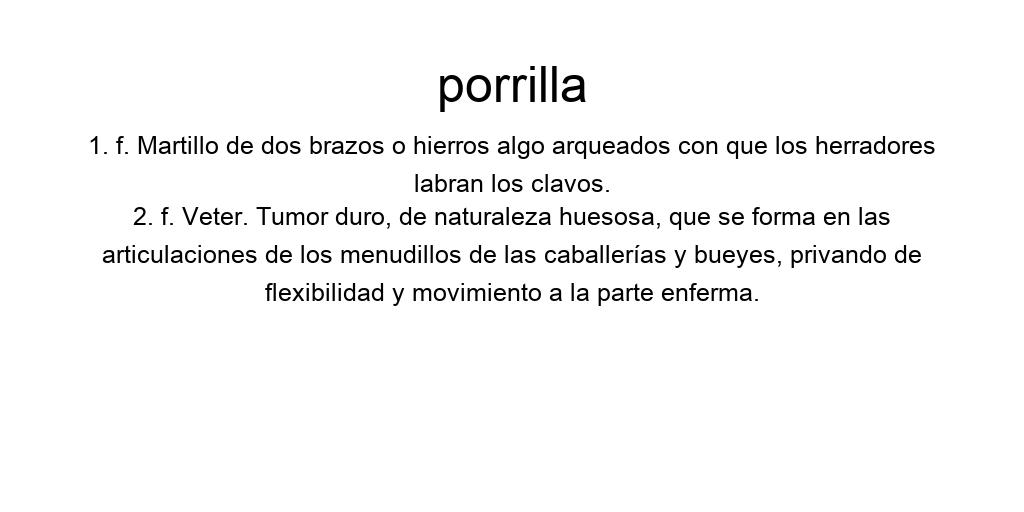 porrilla
1. f. Martillo de dos brazos o hierros algo arqueados con que los herradores
labran los clavos.
2. f. Veter. Tumor duro, de naturaleza huesosa, que se forma en las
articulaciones de los menudillos de las caballerías y bueyes, privando de
flexibilidad y movimiento a la parte enferma.